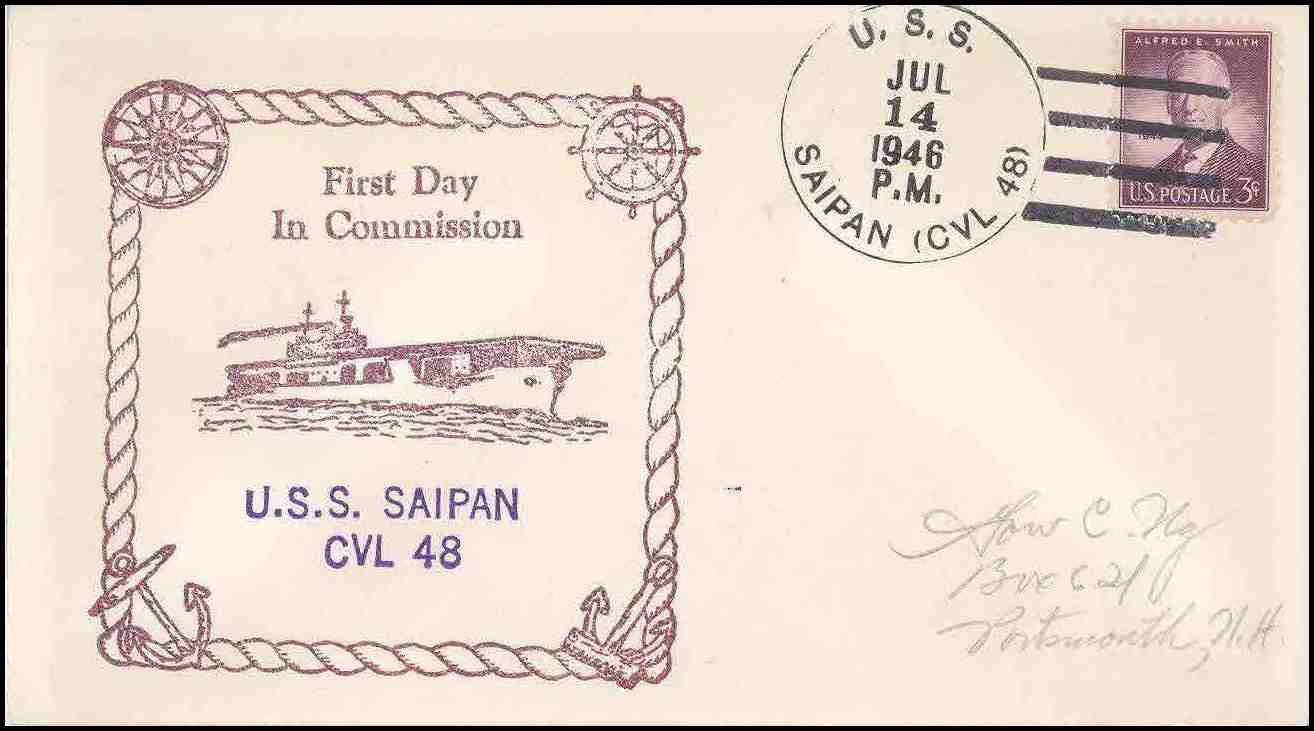 First Day
In Commission
U.S.S. SAIPAN
CVL 48
U. S. S.
JUL
14
1946
P.M.
SAIPAN (CVL 48)
ALFRED E. SMITH
U.S. POSTAGE 3¢
C. Ng
Box 621
Portsmouth, N.H.